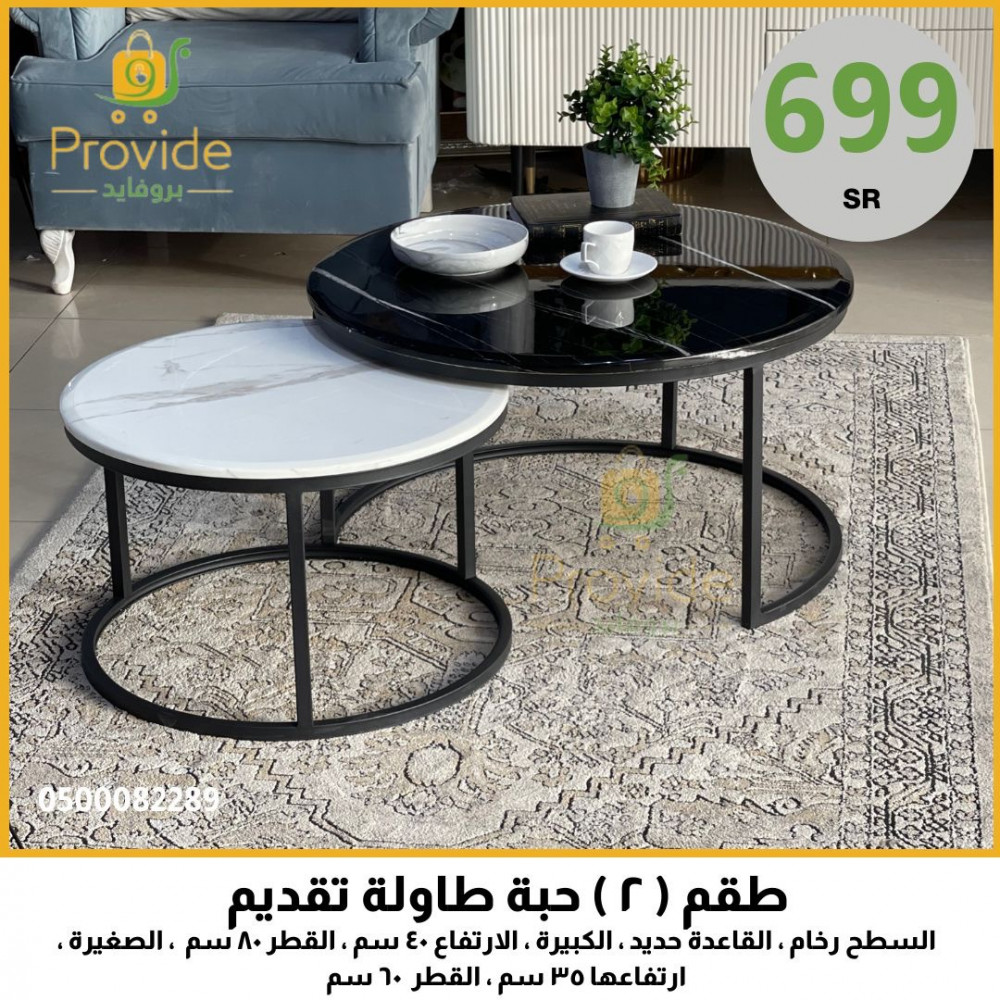 Provide
بروفايد
699
SR
Provide
0500082289
طقم ( ٢ ) حبة طاولة تقديم
السطح رخام ، القاعدة حديد ، الكبيرة ، الارتفاع ٤٠ سم ، القطر ٨٠ سم ، الصغيرة ،
ارتفاعها ٣٥ سم ، القطر ٦٠ سم